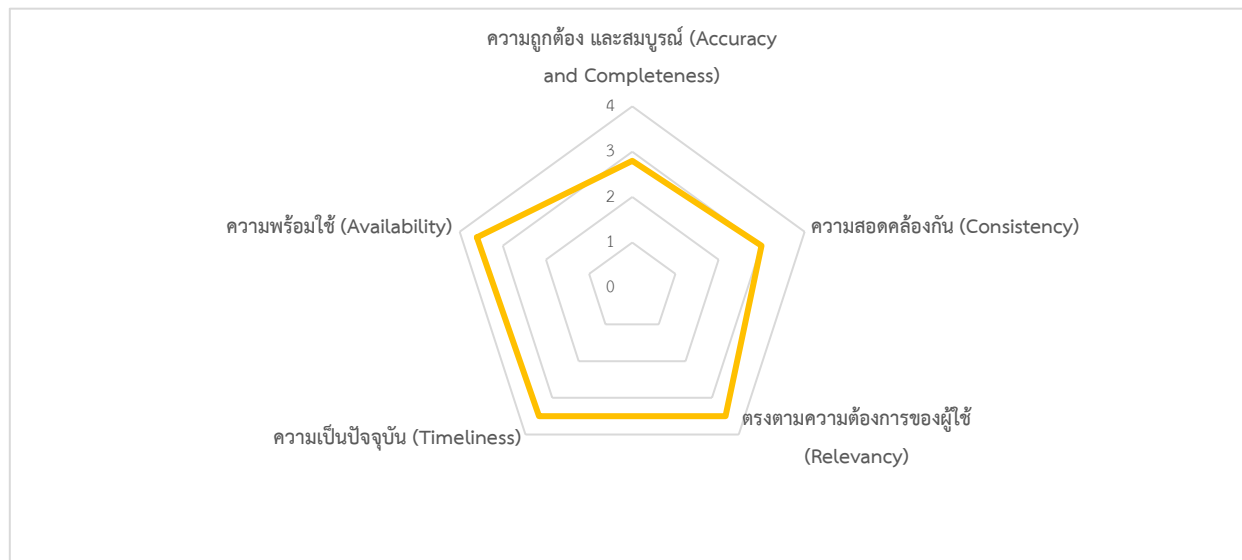 ความถูกต้อง และสมบูรณ์ (Accuracy
and Completeness)
4
3
2
1
0
ความพร้อมใช้ (Availability)
ความสอดคล้องกัน (Consistency)
ความเป็นปัจจุบัน (Timeliness)
ตรงตามความต้องการของผู้ใช้
(Relevancy)